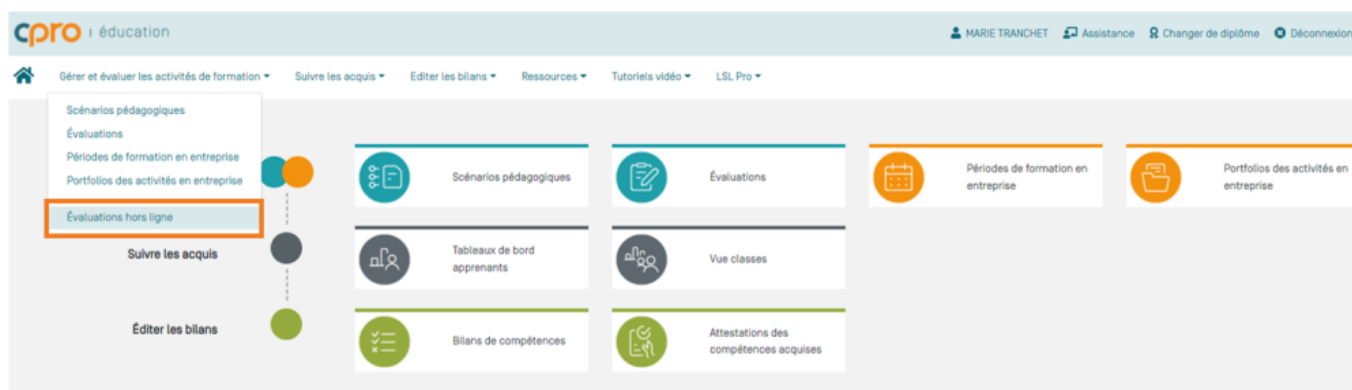 cpro | éducation
MARIE TRANCHET Assistance Changer de diplôme Déconnexion
Gérer et évaluer les activités de formation Suivre les acquis Editer les bilans Ressources Tutoriels vidéo LSL Pro
Scénarios pédagogiques
Évaluations
Périodes de formation en entreprise
Portfolios des activités en entreprise
Évaluations hors ligne
Scénarios pédagogiques
Évaluations
Périodes de formation en
entreprise
Portfolios des activités en
entreprise
Suivre les acquis
Tableaux de bord
apprenants
Vue classes
Éditer les bilans
Bilans de compétences
Attestations des
compétences acquises